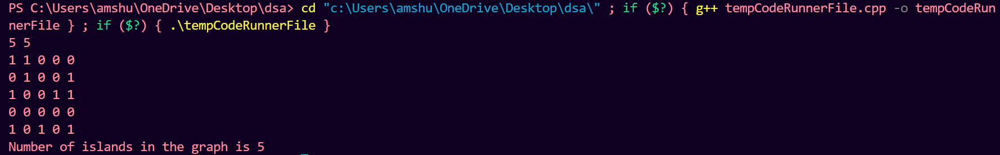 PS C:\Users\amshu\OneDrive\Desktop\dsa> cd "c:\Users\amshu\OneDrive\Desktop\dsa\" ; if ($?) { g++ tempCodeRunnerFile.cpp -o tempCodeRun
nerFile } ; if ($?) { .\tempCodeRunnerFile }
5 5
1 1 0 0 0
0 1 0 0 1
1 0 0 1 1
0 0 0 0 0
1 0 1 0 1
Number of islands in the graph is 5